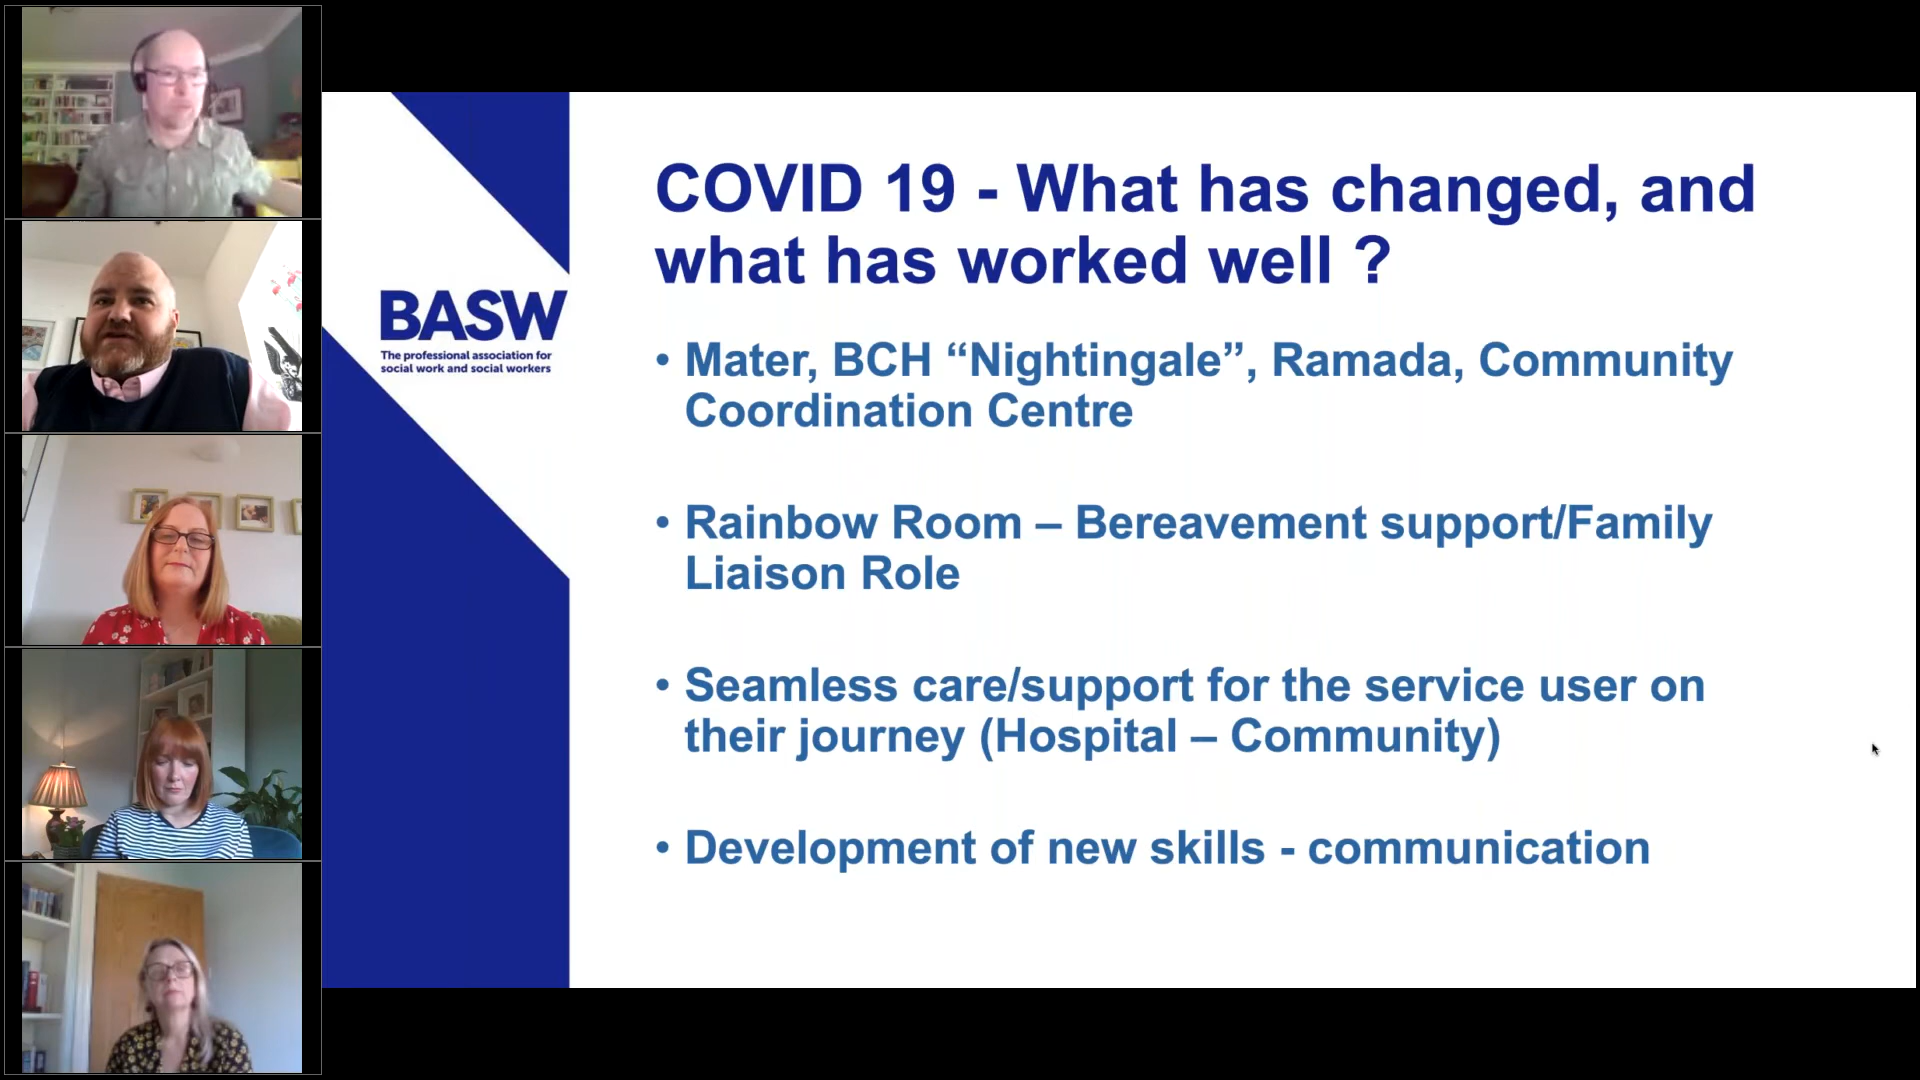 COVID 19 - What has changed, and
what has worked well ?
BASW
The professional association for
social work and social workers
• Mater, BCH “Nightingale”, Ramada, Community
Coordination Centre
• Rainbow Room – Bereavement support/Family
Liaison Role
• Seamless care/support for the service user on
their journey (Hospital – Community)
• Development of new skills - communication